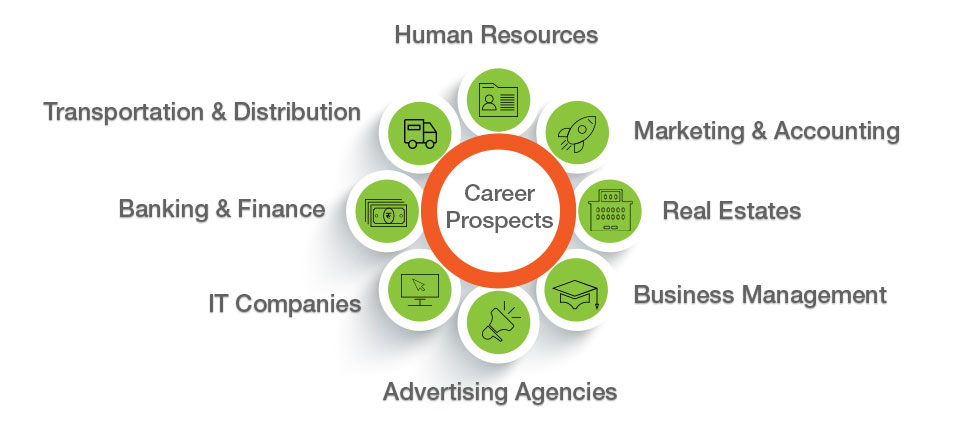 Human Resources
Transportation & Distribution
Marketing & Accounting
Career
Prospects
Banking & Finance
Real Estates
IT Companies
Business Management
Advertising Agencies